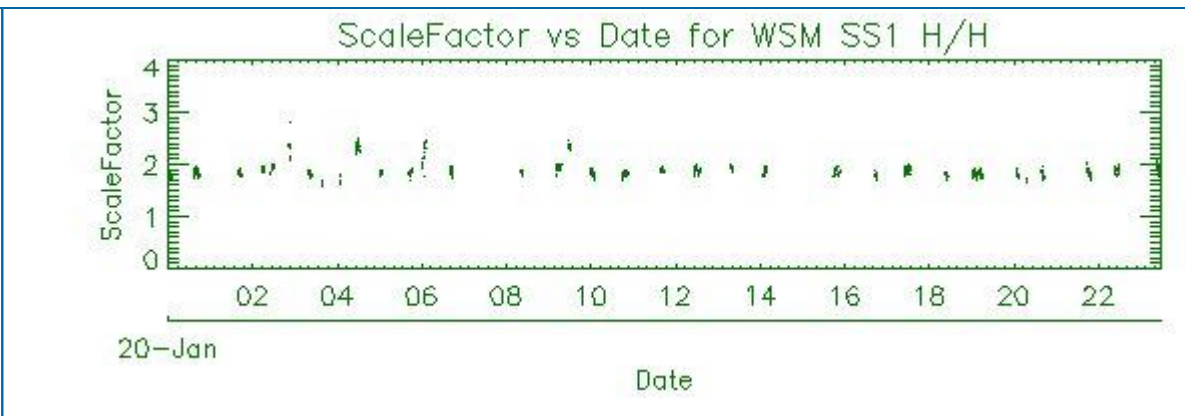 ScaleFactor vs Date for WSM SS1 H/H
4
3
2
1
0
ScaleFactor
02 04 06 08 10 12 14 16 18 20 22
20-Jan
Date